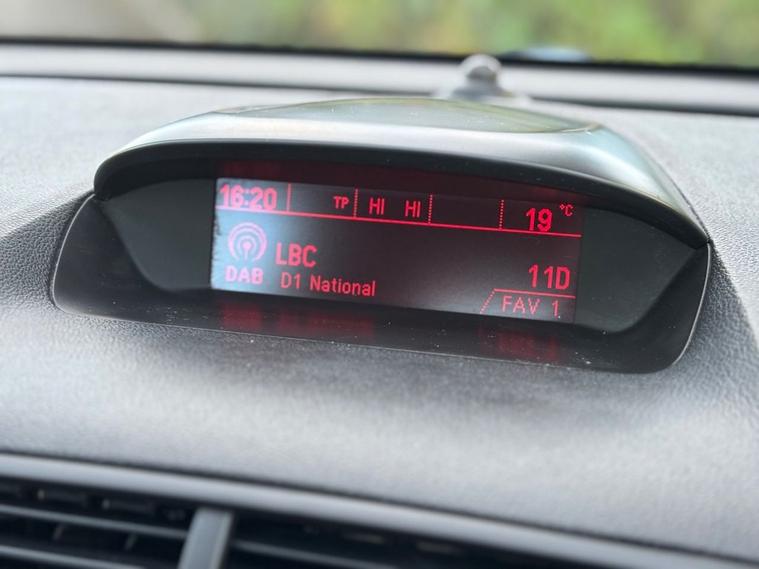 16:20 TP HI HI 19 °C
LBC
DAB D1 National 11D
FAV 1